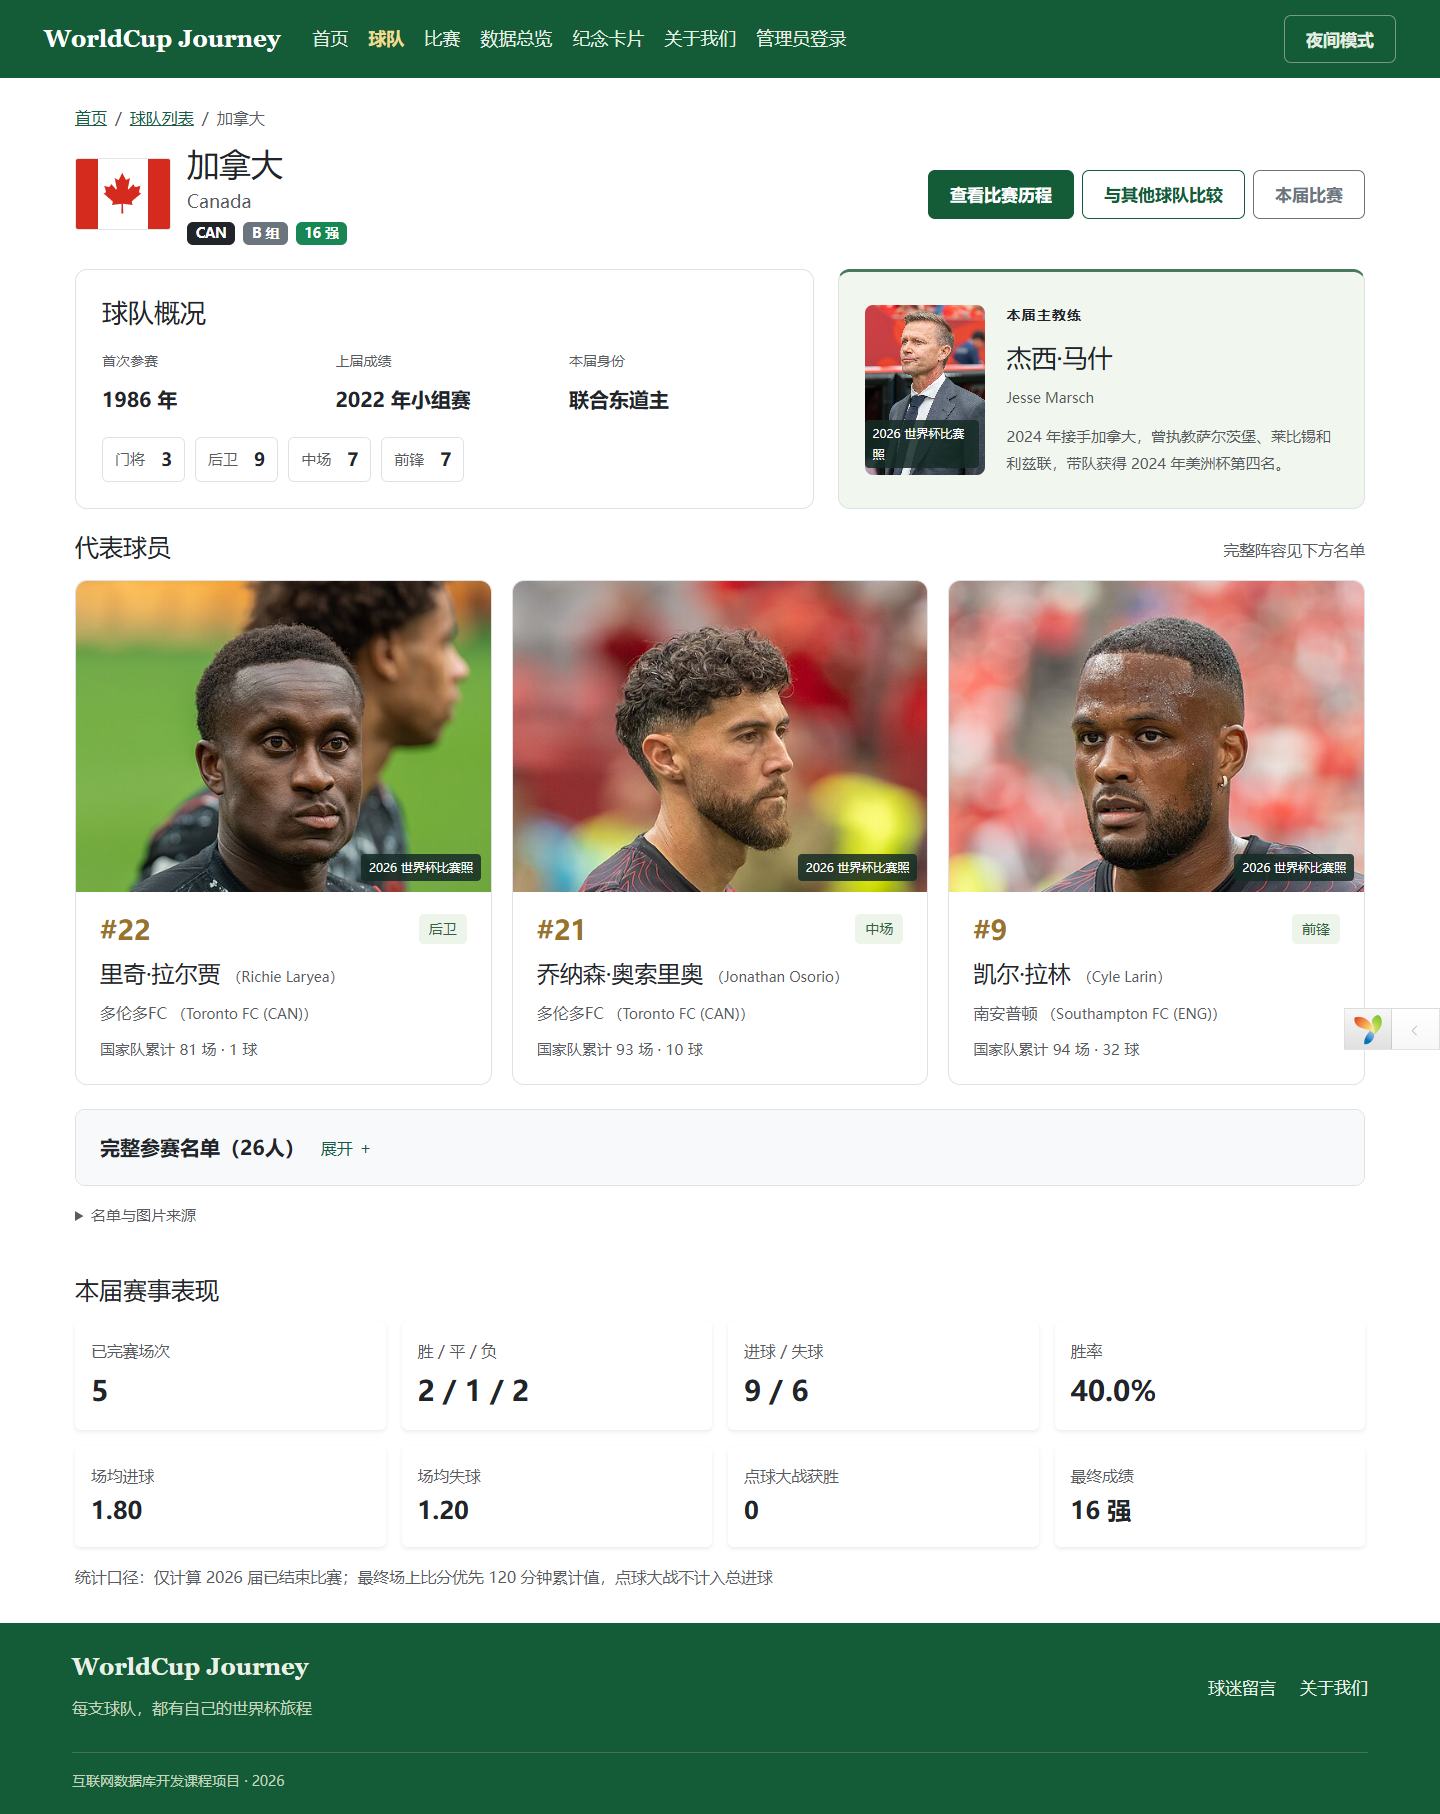 WorldCup Journey 首页 球队 比赛 数据总览 纪念卡片 关于我们 管理员登录 夜间模式
首页 / 球队列表 / 加拿大
加拿大
Canada
CAN B 组 16 强
查看比赛历程 与其他球队比较 本届比赛
球队概况
首次参赛 上届成绩 本届身份
1986 年 2022 年小组赛 联合东道主
门将 3 后卫 9 中场 7 前锋 7
2026 世界杯比赛
照
本届主教练
杰西·马什
Jesse Marsch
2024 年接手加拿大，曾执教萨尔茨堡、莱比锡和
利兹联，带队获得 2024 年美洲杯第四名。
代表球员 完整阵容见下方名单
2026 世界杯比赛照
#22 后卫
里奇·拉尔贾 （Richie Laryea）
多伦多FC （Toronto FC (CAN)）
国家队累计 81 场 · 1 球
2026 世界杯比赛照
#21 中场
乔纳森·奥索里奥 （Jonathan Osorio）
多伦多FC （Toronto FC (CAN)）
国家队累计 93 场 · 10 球
2026 世界杯比赛照
#9 前锋
凯尔·拉林 （Cyle Larin）
南安普顿 （Southampton FC (ENG)）
国家队累计 94 场 · 32 球
完整参赛名单（26人） 展开 +
名单与图片来源
本届赛事表现
已完赛场次 胜 / 平 / 负 进球 / 失球 胜率
5 2 / 1 / 2 9 / 6 40.0%
场均进球 场均失球 点球大战获胜 最终成绩
1.80 1.20 0 16 强
统计口径：仅计算 2026 届已结束比赛；最终场上比分优先 120 分钟累计值，点球大战不计入总进球
WorldCup Journey
每支球队，都有自己的世界杯旅程
球迷留言 关于我们
互联网数据库开发课程项目 · 2026